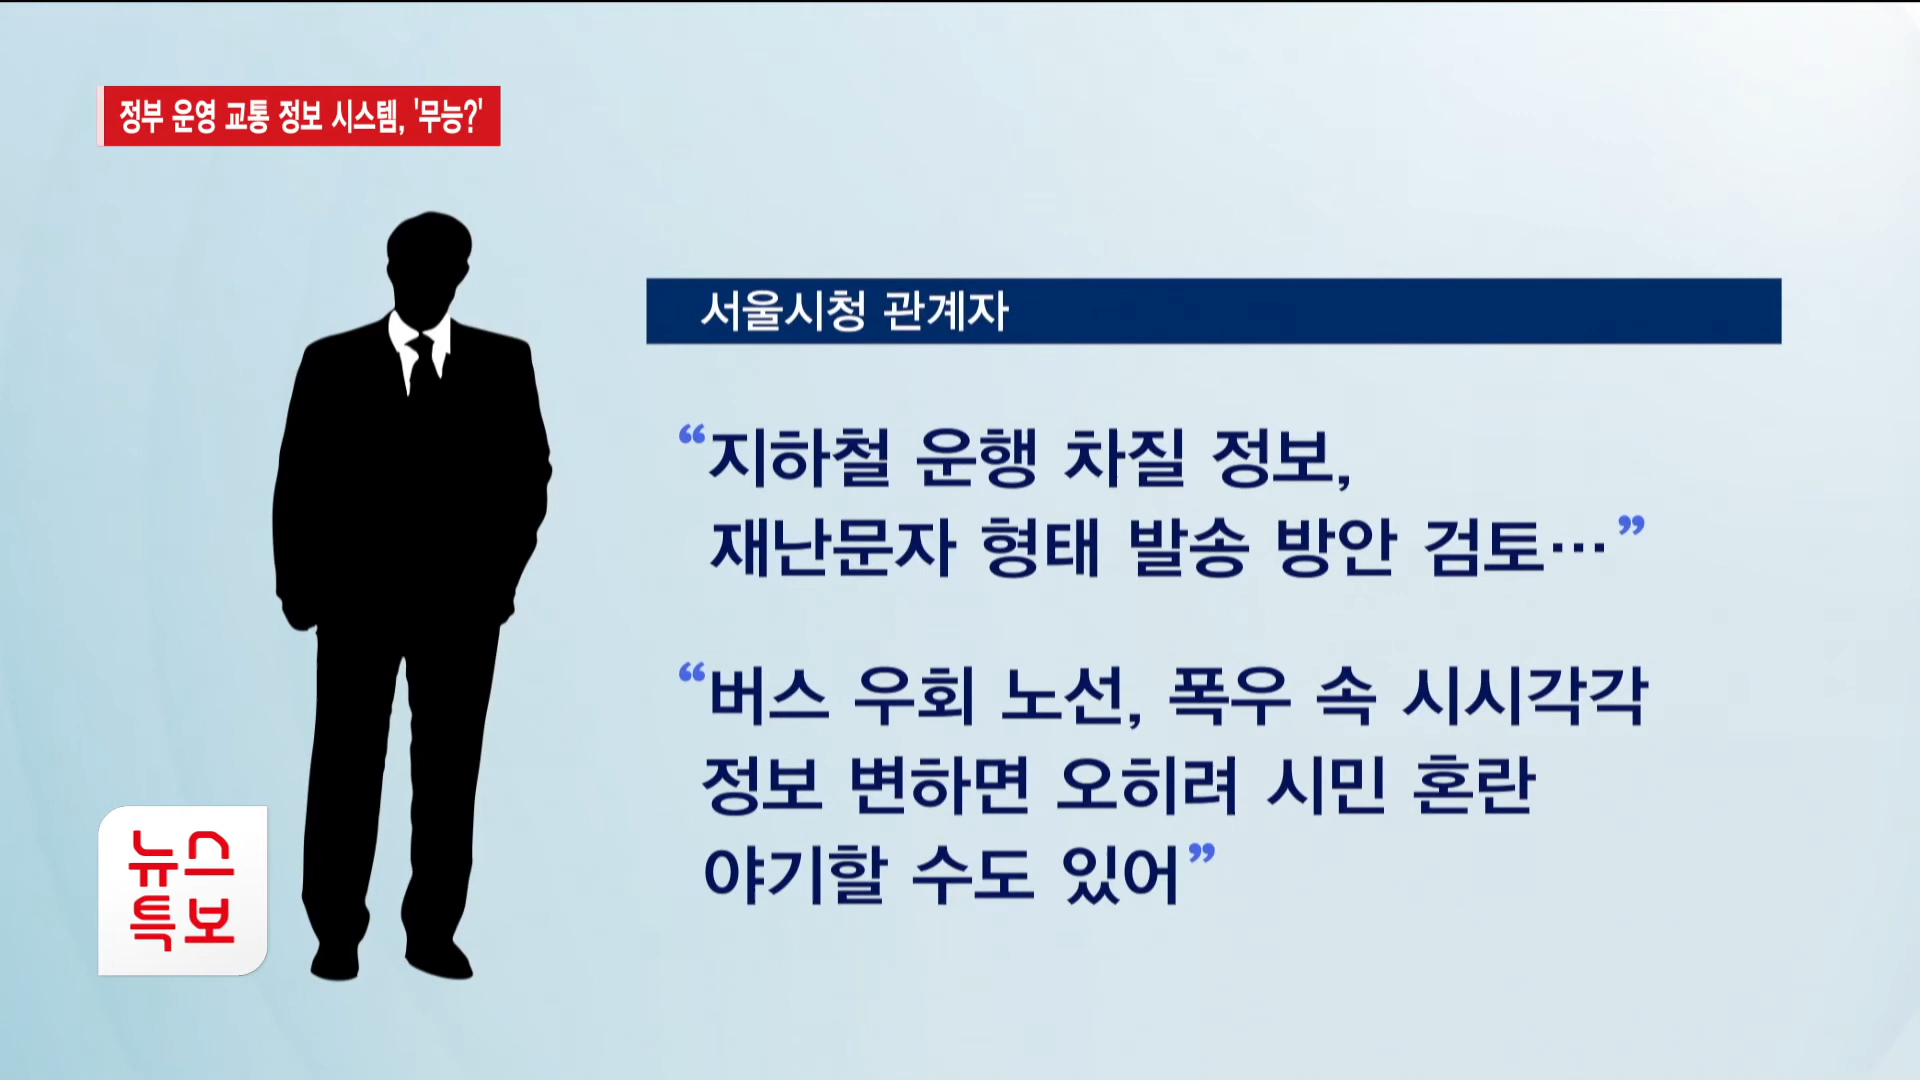 정부 운영 교통 정보 시스템, '무능?'
서울시청 관계자
“지하철 운행 차질 정보,
재난문자 형태 발송 방안 검토…”
“버스 우회 노선, 폭우 속 시시각각
정보 변하면 오히려 시민 혼란
야기할 수도 있어”
뉴스
특보